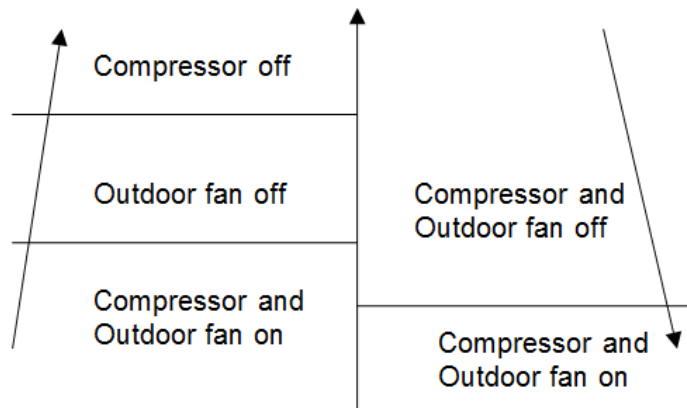 Compressor off
Outdoor fan off
Compressor and
Outdoor fan on
Compressor and
Outdoor fan off
Compressor and
Outdoor fan on